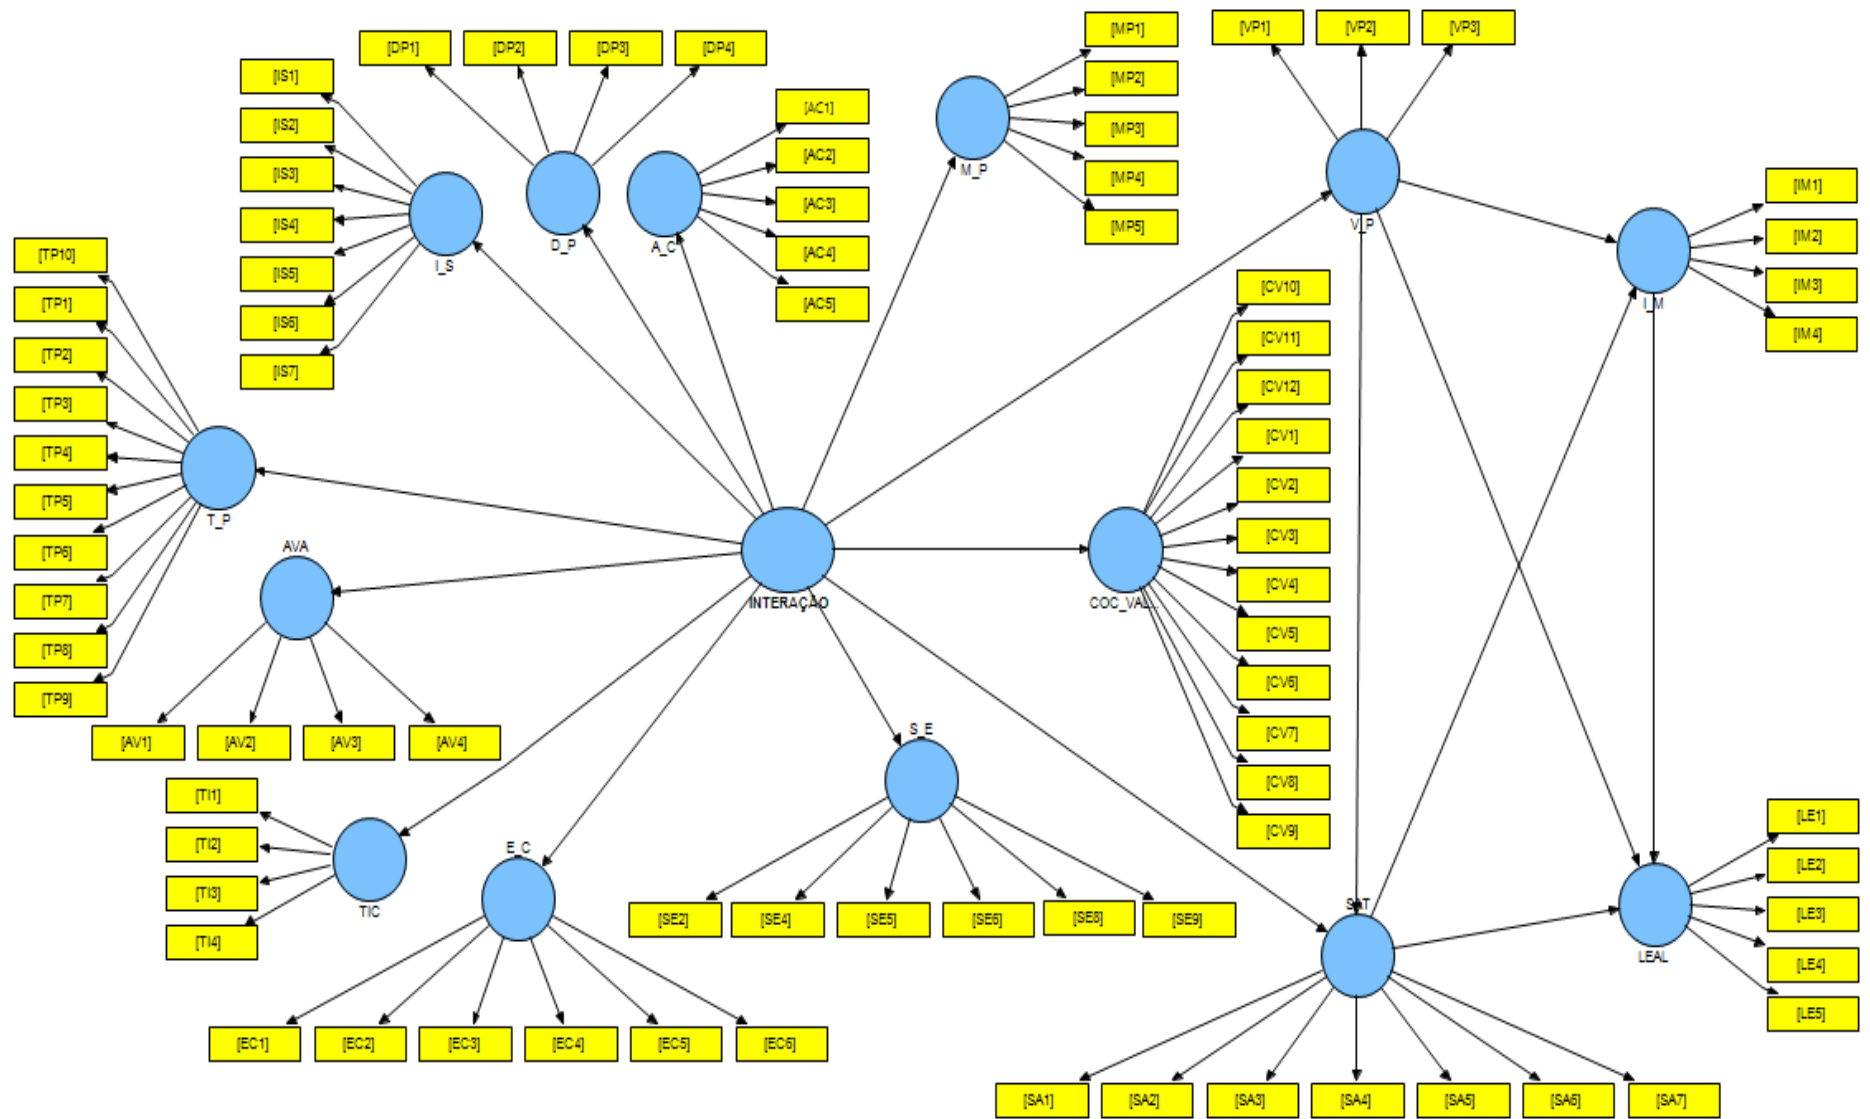 [DP1]
[DP2]
[DP3]
[DP4]
[IS1]
[IS2]
[IS3]
[IS4]
[IS5]
[IS6]
[IS7]
I_S
D_P
A_C
[AC1]
[AC2]
[AC3]
[AC4]
[AC5]
M_P
[MP1]
[MP2]
[MP3]
[MP4]
[MP5]
[VP1]
[VP2]
[VP3]
V_P
[IM1]
[IM2]
[IM3]
[IM4]
I_M
[TP10]
[TP1]
[TP2]
[TP3]
[TP4]
[TP5]
[TP6]
[TP7]
[TP8]
[TP9]
T_P
AVA
[AV1]
[AV2]
[AV3]
[AV4]
INTERAÇÃO
COC_VAL...
[CV10]
[CV11]
[CV12]
[CV1]
[CV2]
[CV3]
[CV4]
[CV5]
[CV6]
[CV7]
[CV8]
[CV9]
[TI1]
[TI2]
[TI3]
[TI4]
TIC
E_C
[EC1]
[EC2]
[EC3]
[EC4]
[EC5]
[EC6]
S_E
[SE2]
[SE4]
[SE5]
[SE6]
[SE8]
[SE9]
SAT
[SA1]
[SA2]
[SA3]
[SA4]
[SA5]
[SA6]
[SA7]
LEAL
[LE1]
[LE2]
[LE3]
[LE4]
[LE5]